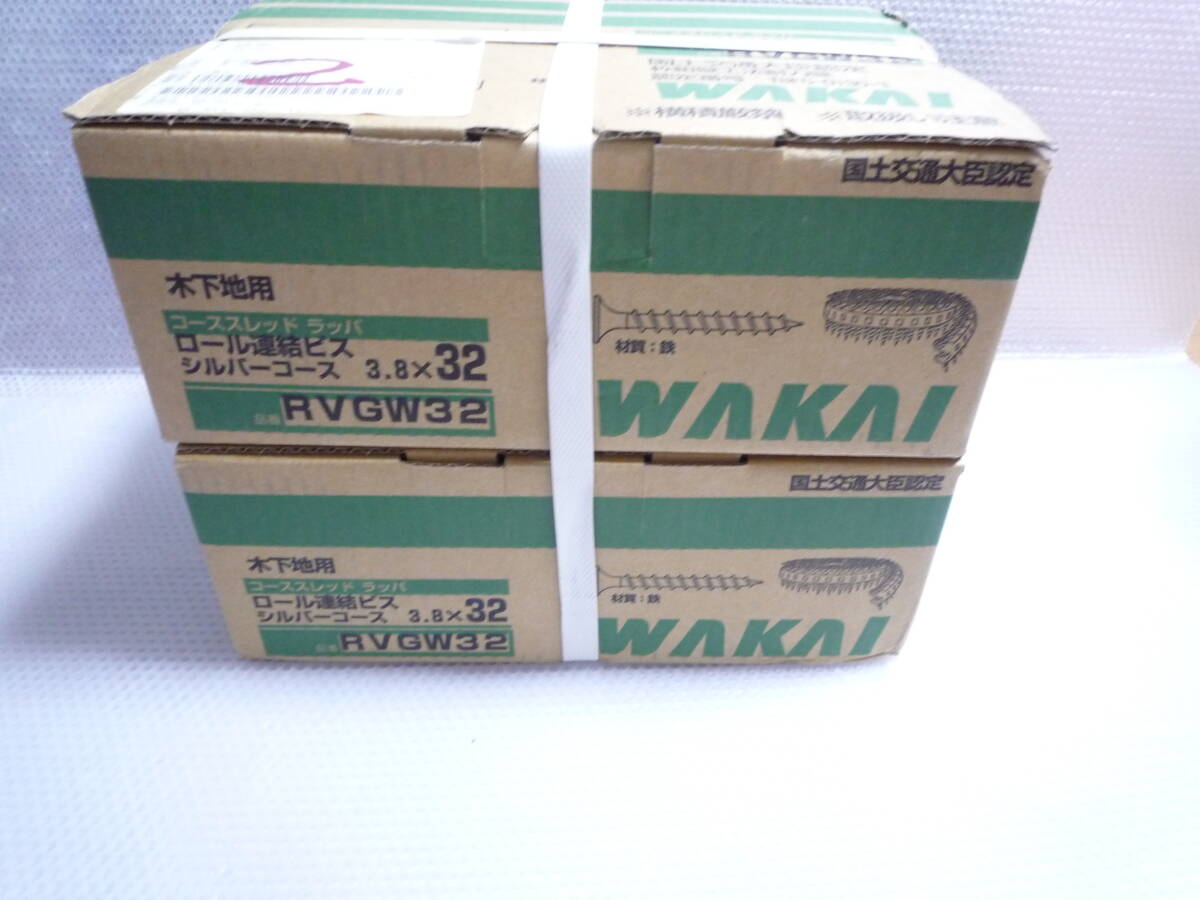 WAKAI
国土交通大臣認定
木下地用
コーススレッド ラッパ
ロール連結ビス
シルバーコース 3.8×32
品番 RVGW32
材質：鉄
WAKAI
国土交通大臣認定
木下地用
コーススレッド ラッパ
ロール連結ビス
シルバーコース 3.8×32
品番 RVGW32
材質：鉄
WAKAI